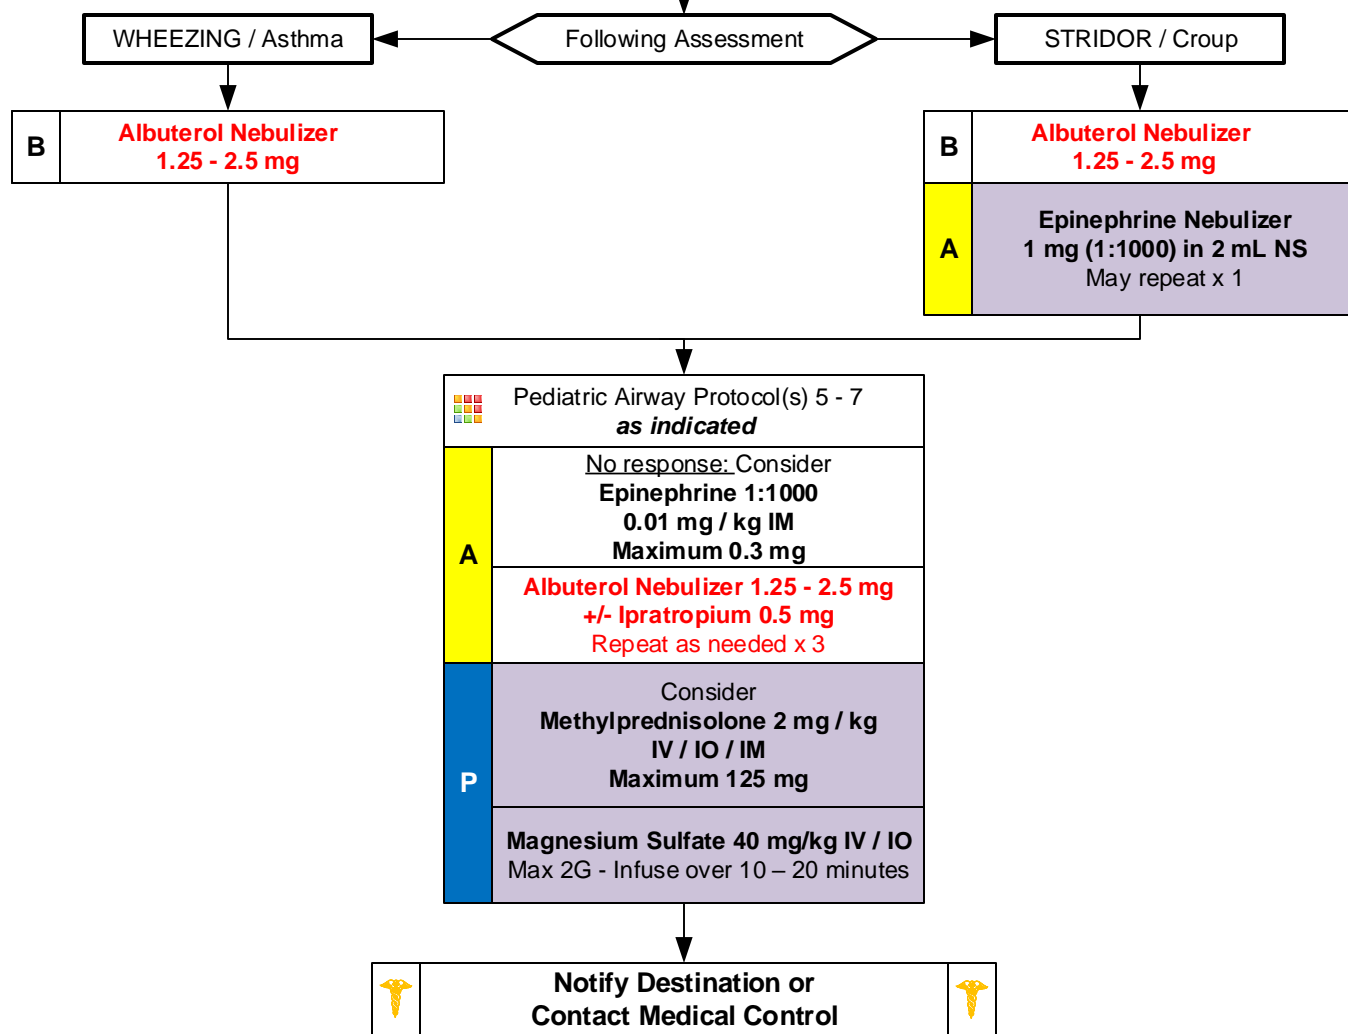 WHEEZING / Asthma
Following Assessment
STRIDOR / Croup
B
Albuterol Nebulizer
1.25 - 2.5 mg
B
Albuterol Nebulizer
1.25 - 2.5 mg
A
Epinephrine Nebulizer
1 mg (1:1000) in 2 mL NS
May repeat x 1
Pediatric Airway Protocol(s) 5 - 7
as indicated
A
No response: Consider
Epinephrine 1:1000
0.01 mg / kg IM
Maximum 0.3 mg
Albuterol Nebulizer 1.25 - 2.5 mg
+/- Ipratropium 0.5 mg
Repeat as needed x 3
P
Consider
Methylprednisolone 2 mg / kg
IV / IO / IM
Maximum 125 mg
Magnesium Sulfate 40 mg/kg IV / IO
Max 2G - Infuse over 10 – 20 minutes
Notify Destination or
Contact Medical Control